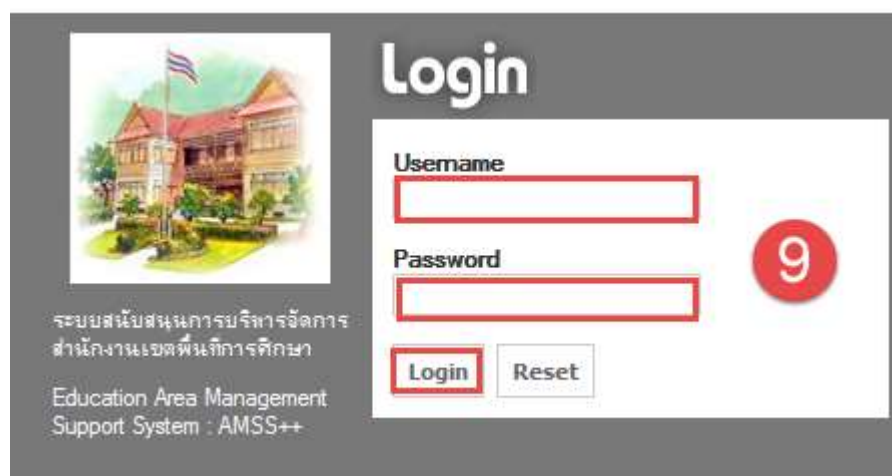 Login
Username
Password
9
Login Reset
ระบบสนับสนุนการบริหารจัดการ
สำนักงานเขตพื้นที่การศึกษา
Education Area Management
Support System : AMSS++